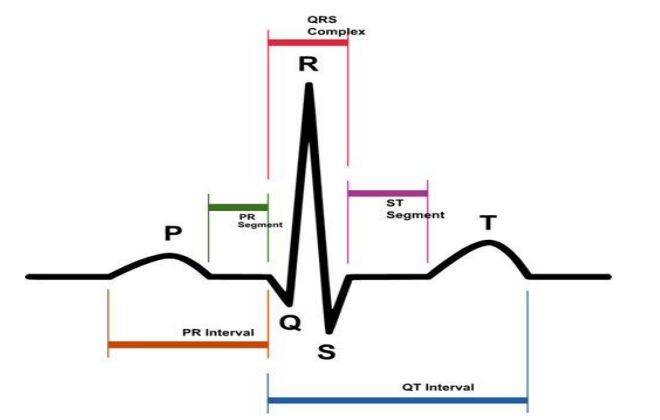 QRS
Complex
R
PR
Segment
ST
Segment
P
T
Q
PR Interval
S
QT Interval